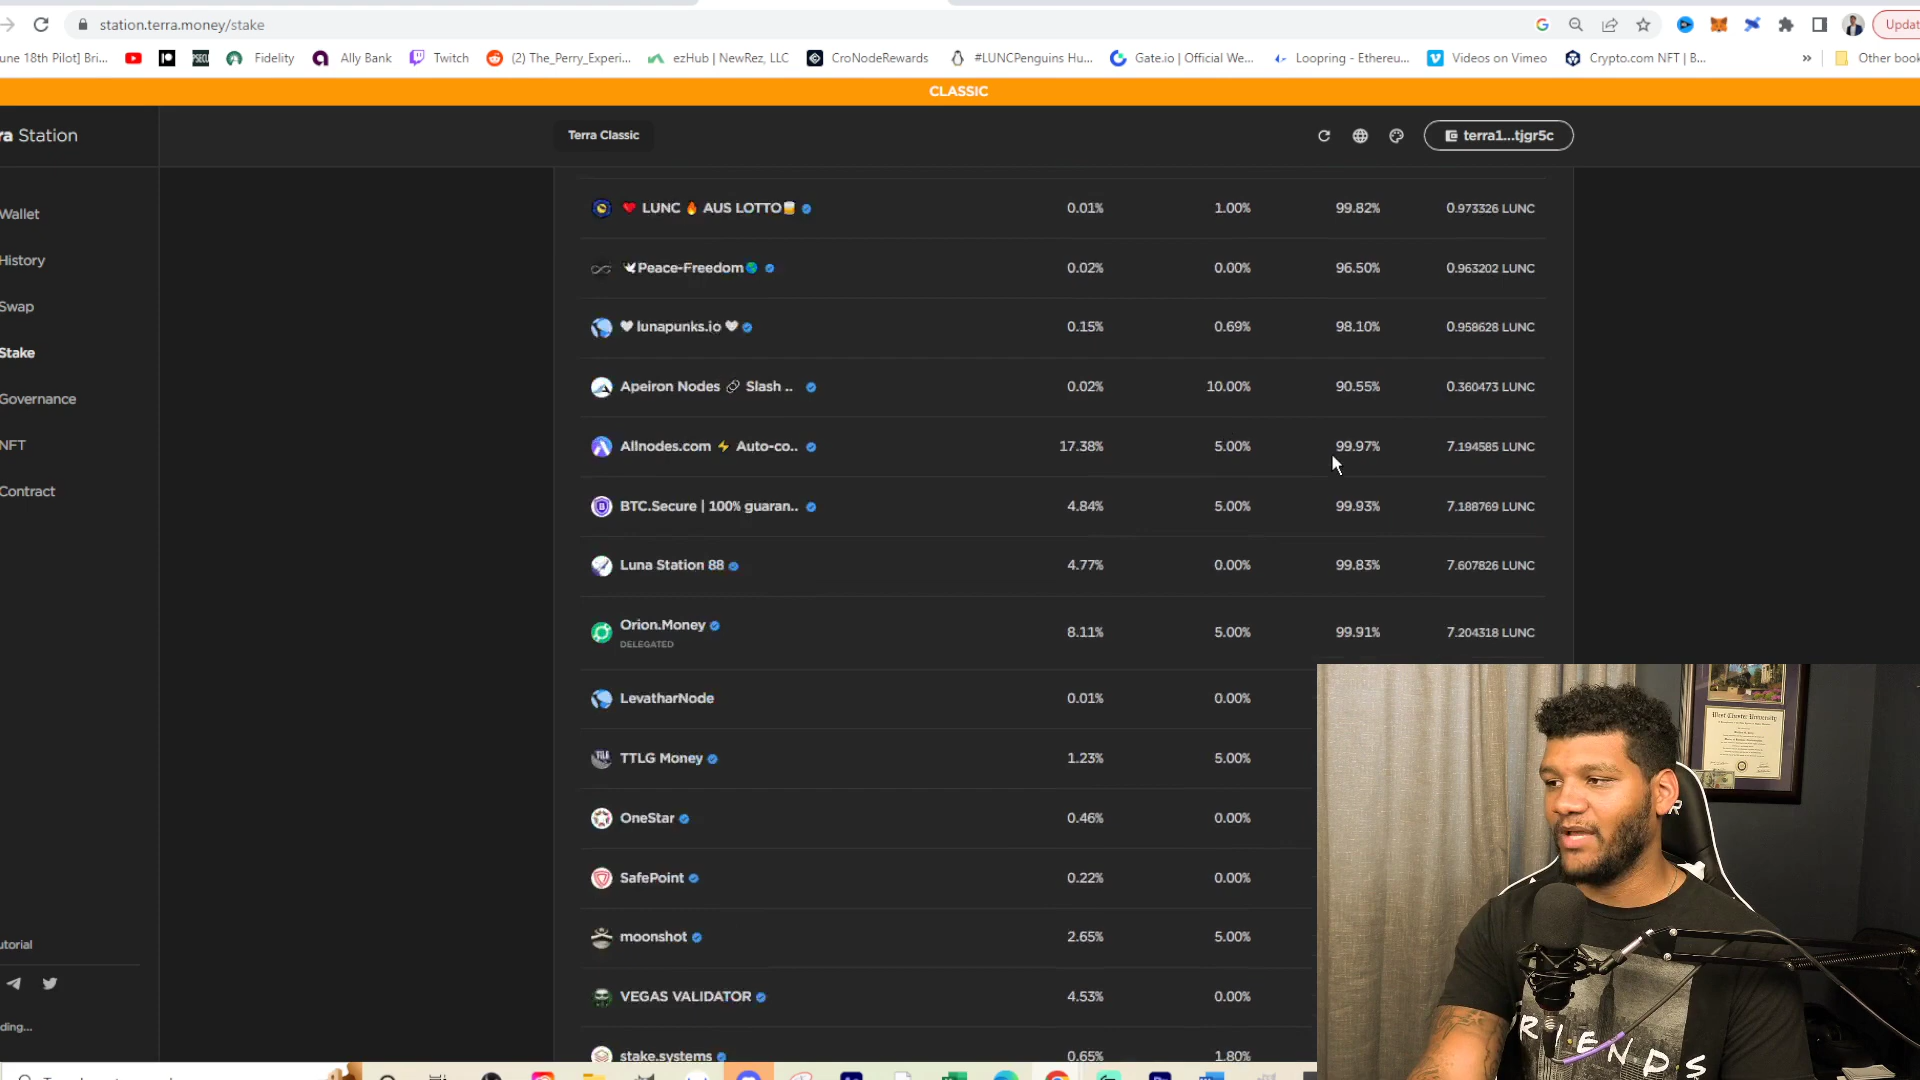 station.terra.money/stake
Updat
une 18th Pilot] Bri...
PSECU
Fidelity
Ally Bank
Twitch
(2) The_Perry_Experi...
ezHub | NewRez, LLC
CroNodeRewards
#LUNCPenguins Hu...
Gate.io | Official We...
Loopring - Ethereu...
Videos on Vimeo
Crypto.com NFT | B...
»
Other book
CLASSIC
ra Station
Terra Classic
terra1...tjgr5c
Wallet
History
Swap
Stake
Governance
NFT
Contract
utorial
ding...
❤️ LUNC 🔥 AUS LOTTO🍺 0.01% 1.00% 99.82% 0.973326 LUNC
🕊Peace-Freedom🌎 0.02% 0.00% 96.50% 0.963202 LUNC
🤍 lunapunks.io 🤍 0.15% 0.69% 98.10% 0.958628 LUNC
Apeiron Nodes 🔗 Slash .. 0.02% 10.00% 90.55% 0.360473 LUNC
Allnodes.com ⚡ Auto-co.. 17.38% 5.00% 99.97% 7.194585 LUNC
BTC.Secure | 100% guaran.. 4.84% 5.00% 99.93% 7.188769 LUNC
Luna Station 88 4.77% 0.00% 99.83% 7.607826 LUNC
Orion.Money 8.11% 5.00% 99.91% 7.204318 LUNC
DELEGATED
LevatharNode 0.01% 0.00%
TTLG Money 1.23% 5.00%
OneStar 0.46% 0.00%
SafePoint 0.22% 0.00%
moonshot 2.65% 5.00%
VEGAS VALIDATOR 4.53% 0.00%
stake.systems 0.65% 1.80%
West Chester University
R
FRIENDS